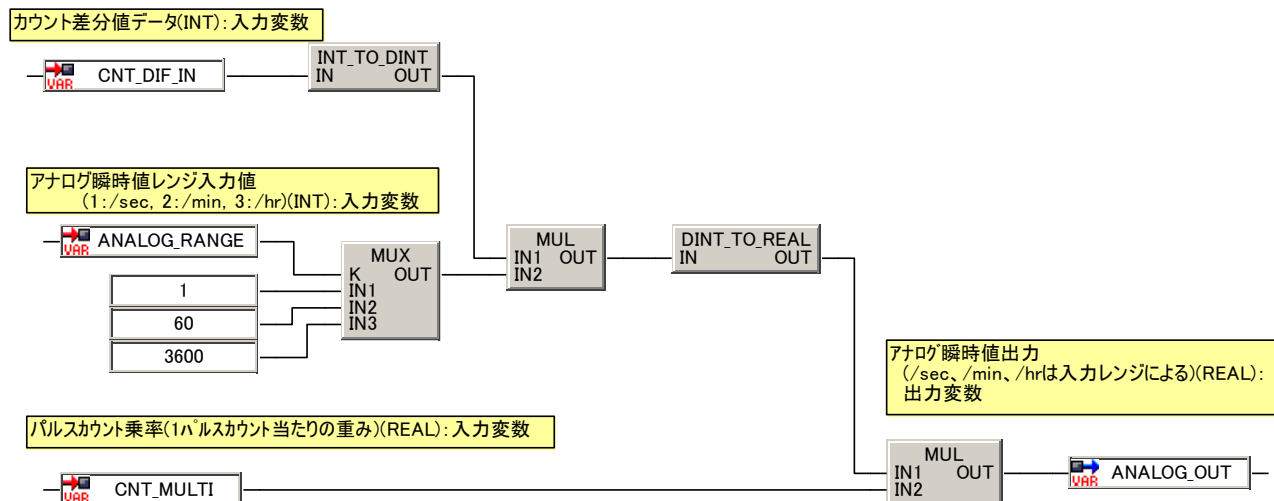 カウント差分値データ(INT):入力変数
VAR CNT_DIF_IN
INT_TO_DINT
IN OUT
アナログ瞬時値レンジ入力値
(1:/sec, 2:/min, 3:/hr)(INT):入力変数
VAR ANALOG_RANGE
MUX
K OUT
IN1
IN2
IN3
1
60
3600
MUL
IN1 OUT
IN2
DINT_TO_REAL
IN OUT
アナログ瞬時値出力
(/sec、/min、/hrは入力レンジによる)(REAL):
出力変数
パルスカウント乗率(1パルスカウント当たりの重み)(REAL):入力変数
VAR CNT_MULTI
MUL
IN1 OUT
IN2
VAR ANALOG_OUT